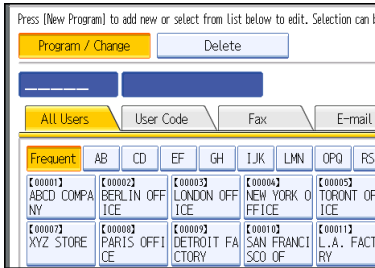 Press [New Program] to add new or select from list below to edit. Selection can
Program / Change Delete
_____
All Users User Code Fax E-mail
Frequent AB CD EF GH IJK LMN OPQ RS
【00001】 【00002】 【00003】 【00004】 【00005】
ABCD COMPA BERLIN OFF LONDON OFF NEW YORK O TORONT OF
NY ICE ICE FFICE
【00007】 【00008】 【00009】 【00010】 【00011】
XYZ STORE PARIS OFFI DETROIT FA SAN FRANCI L.A. FACT
CE CTORY SCO OF RY